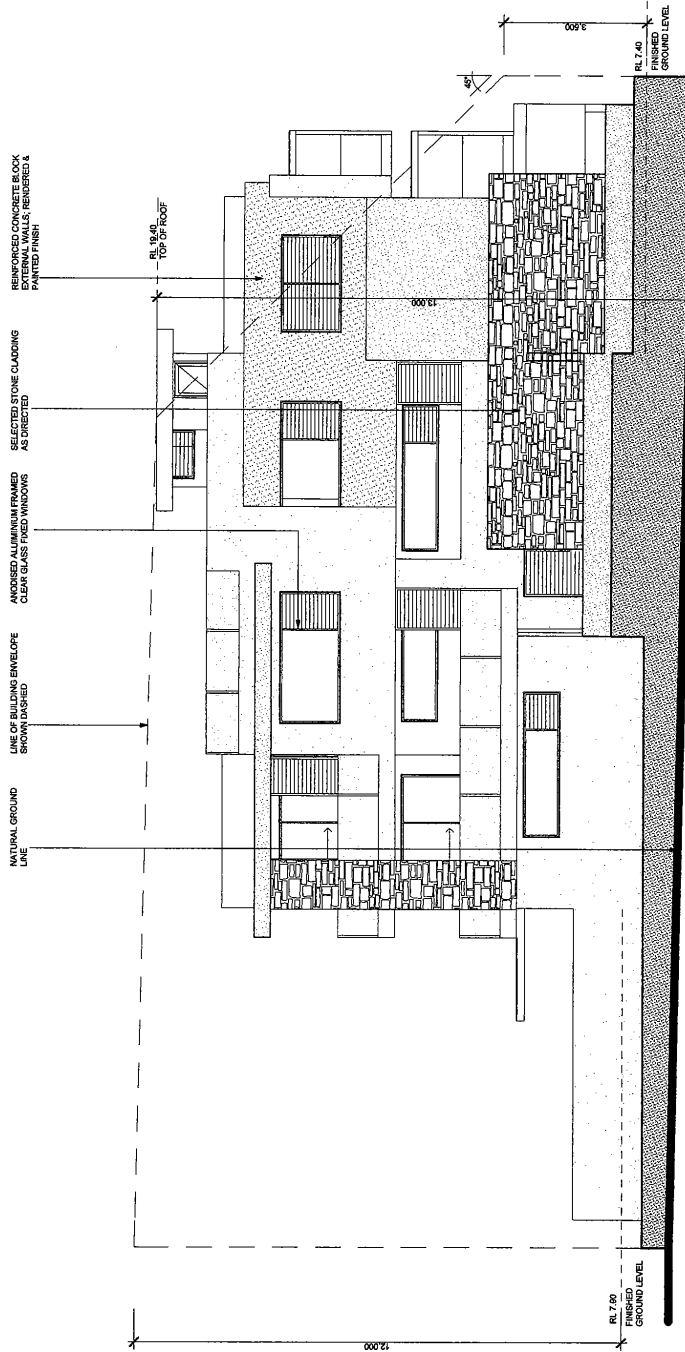 NATURAL GROUND
LINE
LINE OF BUILDING ENVELOPE
SHOWN DASHED
ANODISED ALUMINIUM FRAMED
CLEAR GLASS FIXED WINDOWS
SELECTED STONE CLADDING
AS DIRECTED
REINFORCED CONCRETE BLOCK
EXTERNAL WALLS; RENDERED &
PAINTED FINISH
RL 19.40
TOP OF ROOF
45°
3.500
13.000
12.000
RL 7.40
FINISHED
GROUND LEVEL
RL 7.90
FINISHED
GROUND LEVEL